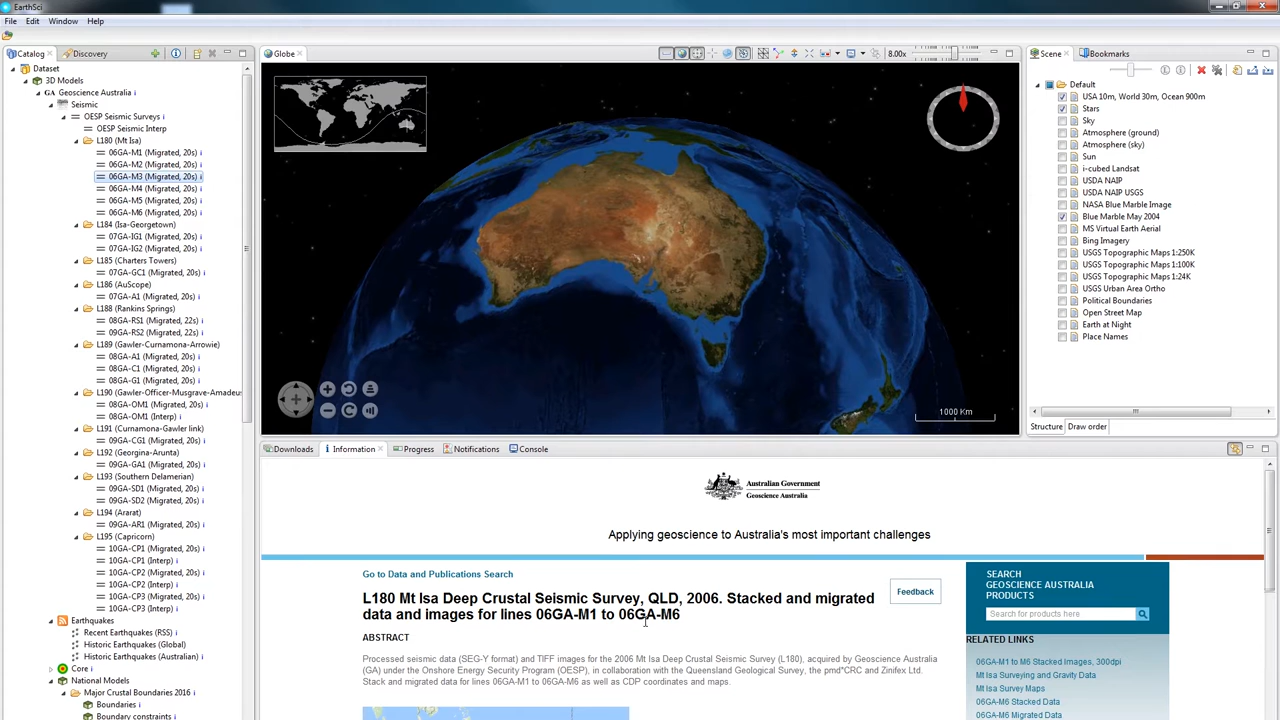 EarthSci
File Edit Window Help
Catalog
Discovery
Dataset
3D Models
GA Geoscience Australia i
Seismic
OESP Seismic Surveys i
OESP Seismic Interp
L180 (Mt Isa)
06GA-M1 (Migrated, 20s) i
06GA-M2 (Migrated, 20s) i
06GA-M3 (Migrated, 20s) i
06GA-M4 (Migrated, 20s) i
06GA-M5 (Migrated, 20s) i
06GA-M6 (Migrated, 20s) i
L184 (Isa-Georgetown)
07GA-IG1 (Migrated, 20s) i
07GA-IG2 (Migrated, 20s) i
L185 (Charters Towers)
07GA-GC1 (Migrated, 20s) i
L186 (AuScope)
07GA-A1 (Migrated, 20s) i
L188 (Rankins Springs)
08GA-RS1 (Migrated, 22s) i
09GA-RS2 (Migrated, 22s) i
L189 (Gawler-Curnamona-Arrowie)
08GA-A1 (Migrated, 20s) i
08GA-C1 (Migrated, 20s) i
08GA-G1 (Migrated, 20s) i
L190 (Gawler-Officer-Musgrave-Amadeus
08GA-OM1 (Migrated, 20s) i
08GA-OM1 (Interp) i
L191 (Curnamona-Gawler link)
09GA-CG1 (Migrated, 20s) i
L192 (Georgina-Arunta)
09GA-GA1 (Migrated, 20s) i
L193 (Southern Delamerian)
09GA-SD1 (Migrated, 20s) i
09GA-SD2 (Migrated, 20s) i
L194 (Ararat)
09GA-AR1 (Migrated, 20s) i
L195 (Capricorn)
10GA-CP1 (Migrated, 20s) i
10GA-CP1 (Interp) i
10GA-CP2 (Migrated, 20s) i
10GA-CP2 (Interp) i
10GA-CP3 (Migrated, 20s) i
10GA-CP3 (Interp) i
Earthquakes
Recent Earthquakes (RSS) i
Historic Earthquakes (Global)
Historic Earthquakes (Australian) i
Core i
National Models
Major Crustal Boundaries 2016 i
Boundaries i
Boundary constraints i
Globe
8.00x
1000 Km
Scene
Bookmarks
Default
USA 10m, World 30m, Ocean 900m
Stars
Sky
Atmosphere (ground)
Atmosphere (sky)
Sun
i-cubed Landsat
USDA NAIP
USDA NAIP USGS
NASA Blue Marble Image
Blue Marble May 2004
MS Virtual Earth Aerial
Bing Imagery
USGS Topographic Maps 1:250K
USGS Topographic Maps 1:100K
USGS Topographic Maps 1:24K
USGS Urban Area Ortho
Political Boundaries
Open Street Map
Earth at Night
Place Names
Structure Draw order
Downloads Information Progress Notifications Console
Australian Government
Geoscience Australia
Applying geoscience to Australia's most important challenges
Go to Data and Publications Search
L180 Mt Isa Deep Crustal Seismic Survey, QLD, 2006. Stacked and migrated
data and images for lines 06GA-M1 to 06GA-M6
Feedback
ABSTRACT
Processed seismic data (SEG-Y format) and TIFF images for the 2006 Mt Isa Deep Crustal Seismic Survey (L180), acquired by Geoscience Australia
(GA) under the Onshore Energy Security Program (OESP), in collaboration with the Queensland Geological Survey, the pmd*CRC and Zinifex Ltd.
Stack and migrated data for lines 06GA-M1 to 06GA-M6 as well as CDP coordinates and maps.
SEARCH
GEOSCIENCE AUSTRALIA
PRODUCTS
Search for products here
RELATED LINKS
06GA-M1 to M6 Stacked Images, 300dpi
Mt Isa Surveying and Gravity Data
Mt Isa Survey Maps
06GA-M6 Stacked Data
06GA-M6 Migrated Data